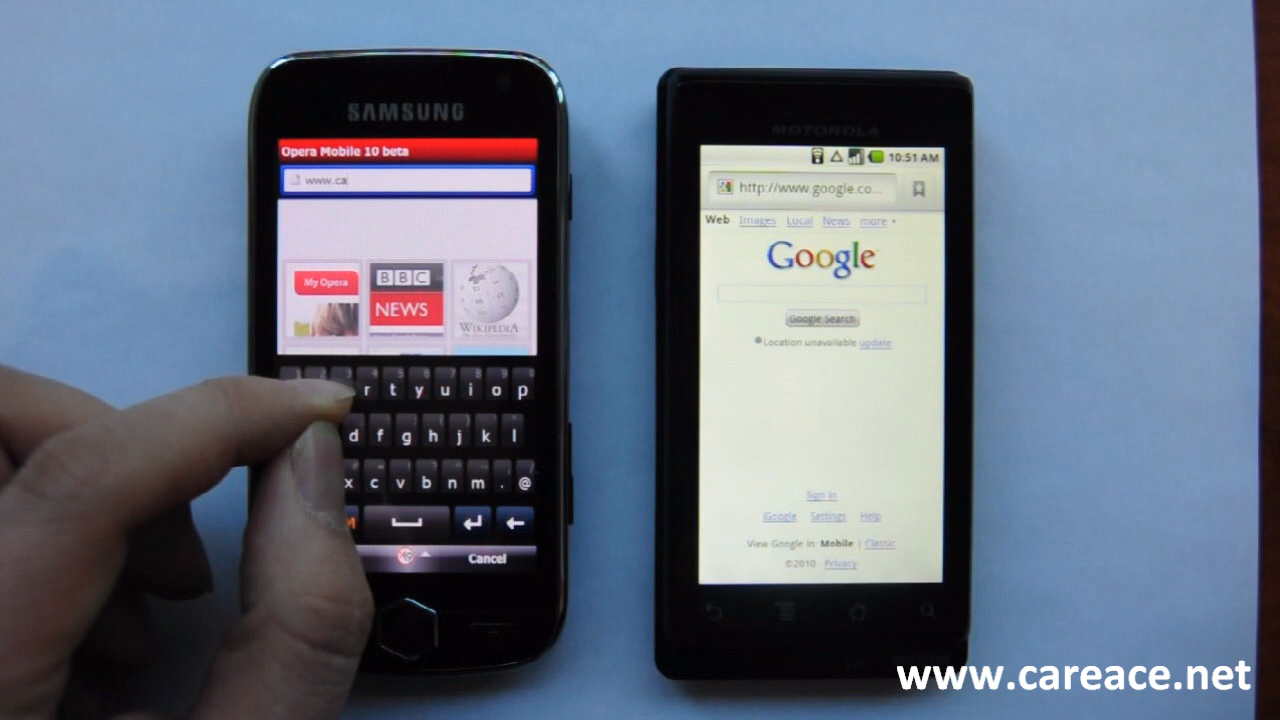 SAMSUNG
Opera Mobile 10 beta
www.ca
My Opera
BBC
NEWS
WIKIPEDIA
r t y u i o p
d f g h j k l
x c v b n m . @
M
Cancel
MOTOROLA
10:51 AM
http://www.google.co...
Web Images Local News more
Google
Google Search
Location unavailable update
Sign in
iGoogle Settings Help
View Google in: Mobile | Classic
©2010 Privacy
www.careace.net